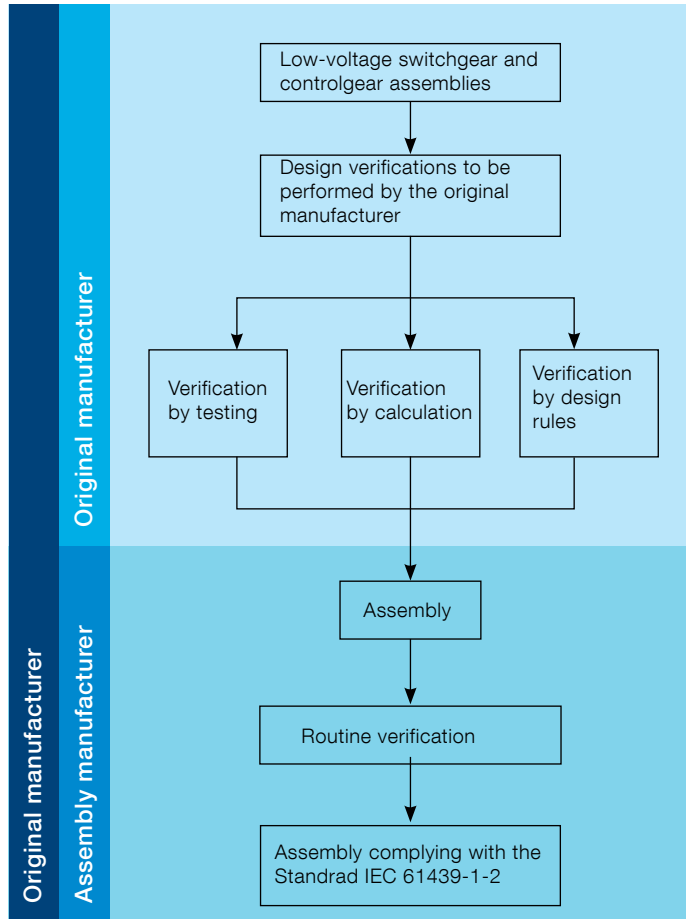 Low-voltage switchgear and
controlgear assemblies
Design verifications to be
performed by the original
manufacturer
Verification
by testing
Verification
by calculation
Verification
by design
rules
Original manufacturer
Assembly
Routine verification
Assembly complying with the
Standrad IEC 61439-1-2
Assembly manufacturer
Original manufacturer